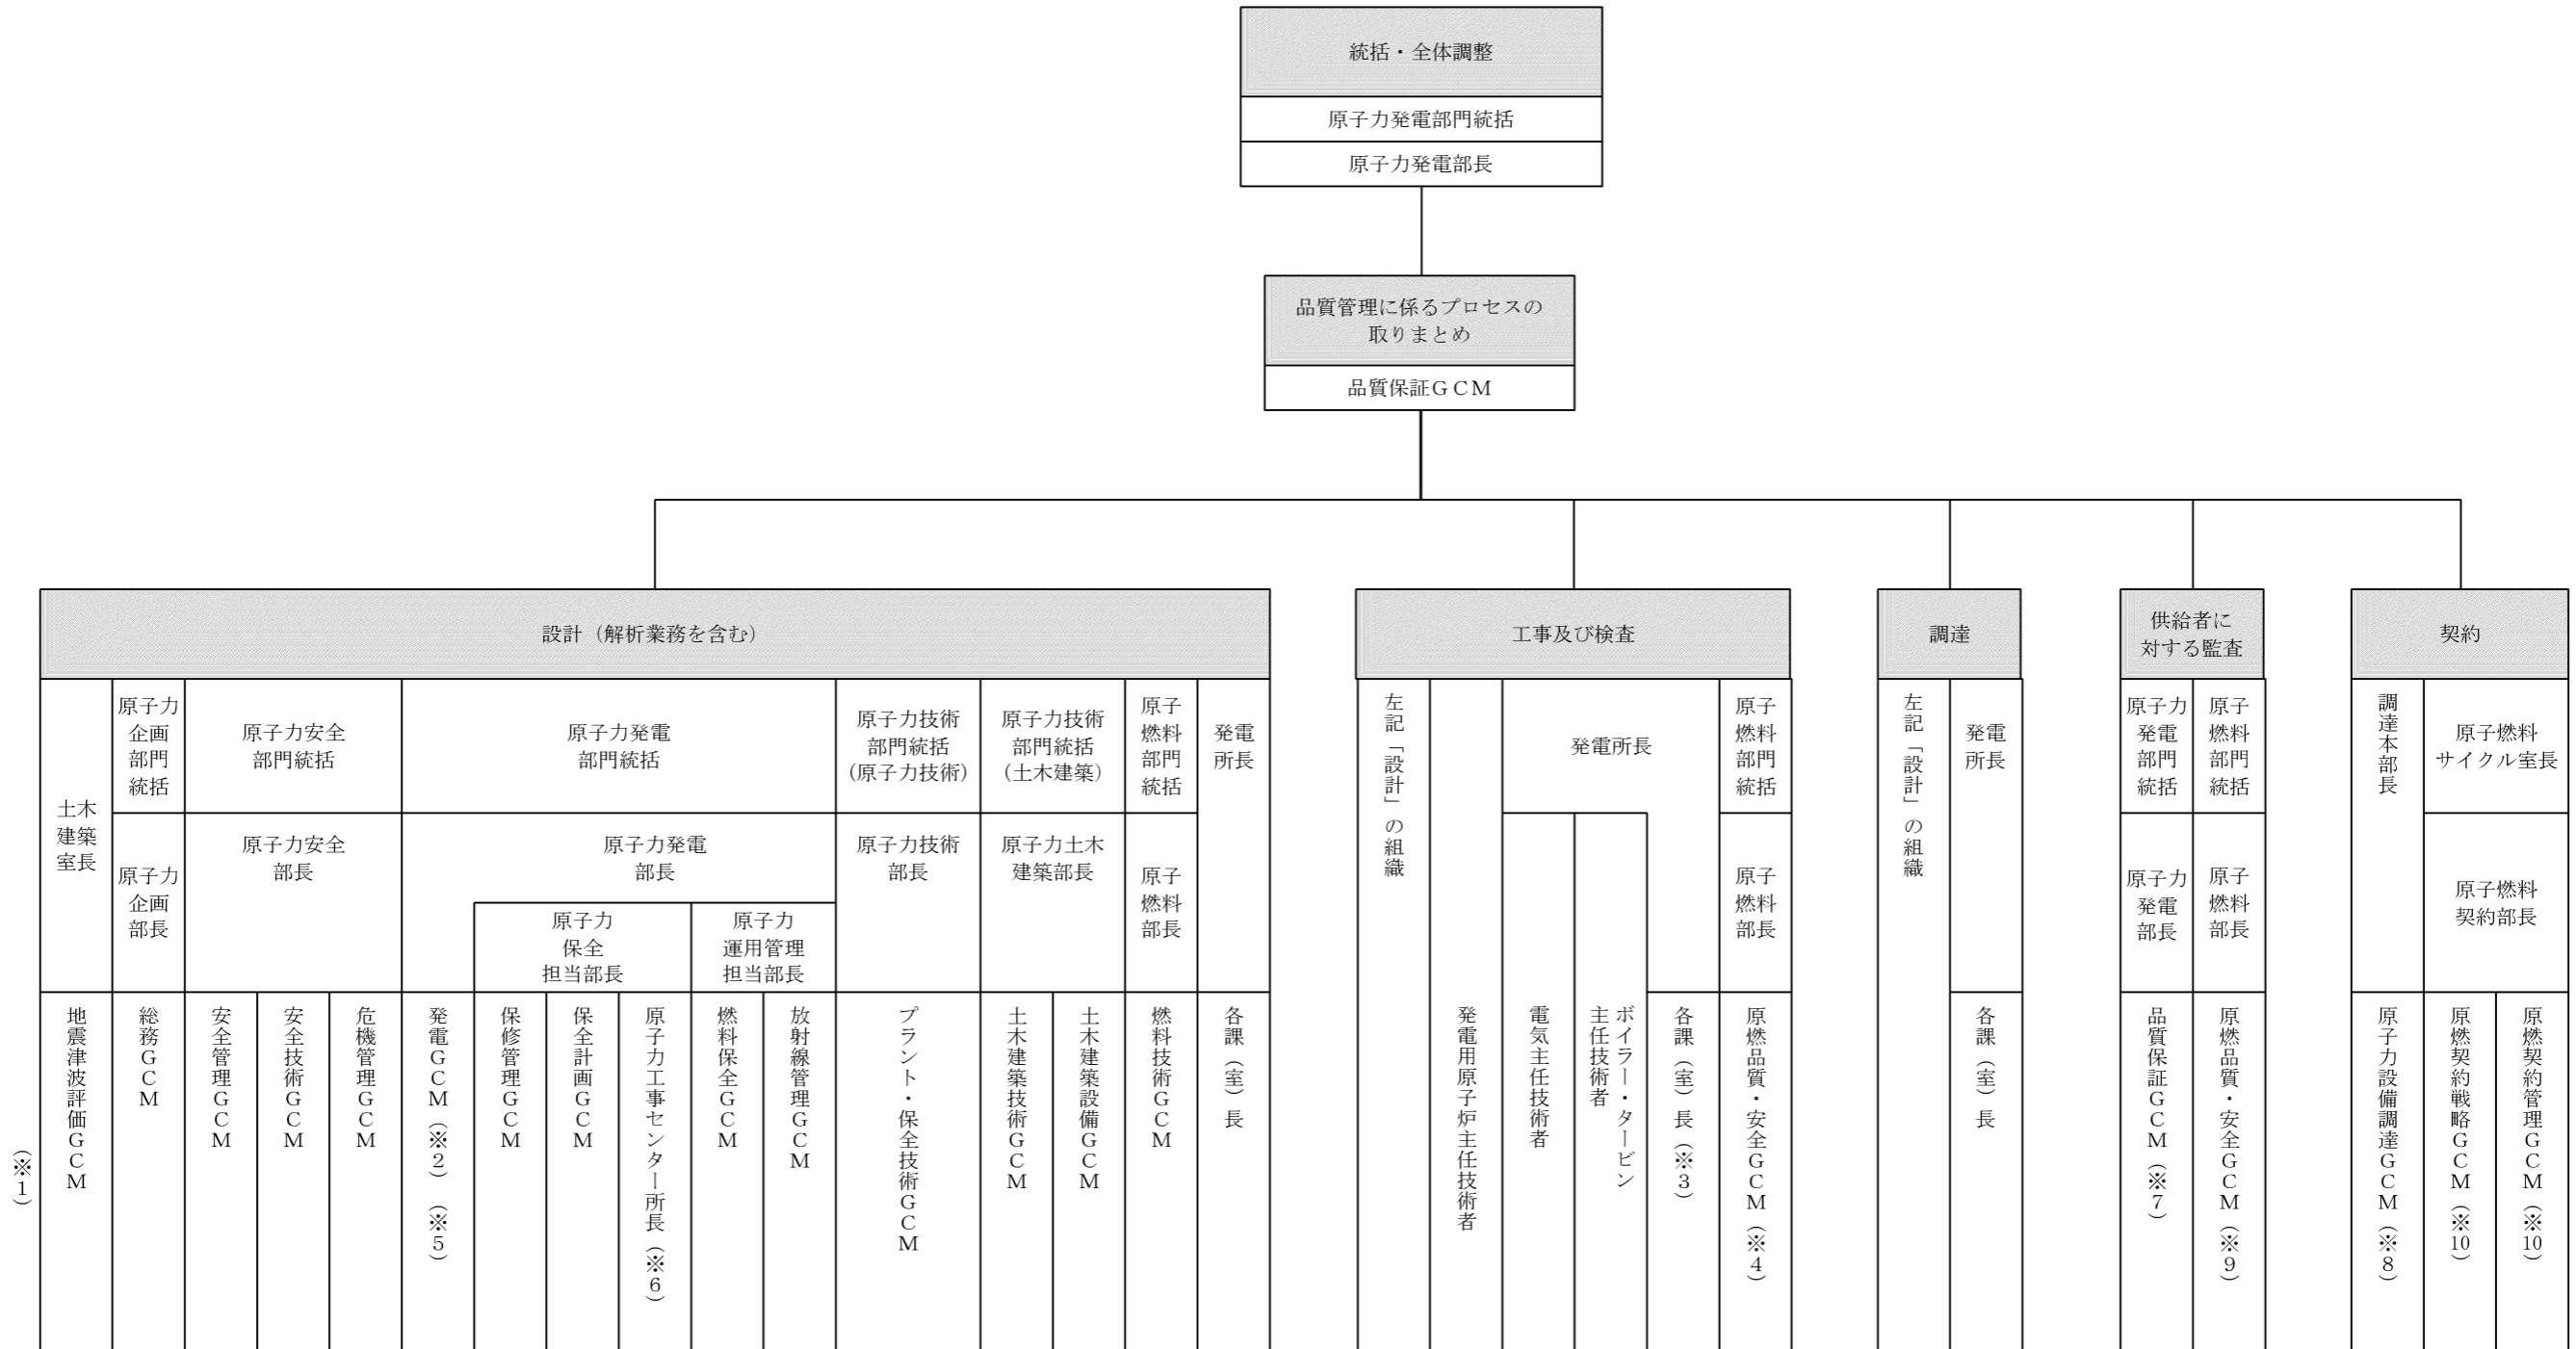 統括・全体調整
原子力発電部門統括
原子力発電部長
品質管理に係るプロセスの
取りまとめ
品質保証ＧＣＭ
設計（解析業務を含む）
土木
建築
室長
原子力
企画
部門
統括
原子力安全
部門統括
原子力発電
部門統括
原子力技術
部門統括
（原子力技術）
原子力技術
部門統括
（土木建築）
原子
燃料
部門
統括
発電
所長
原子力
企画
部長
原子力安全
部長
原子力発電
部長
原子力
保全
担当部長
原子力
運用管理
担当部長
原子力技術
部長
原子力土木
建築部長
原子
燃料
部長
（※１）
地震津波評価ＧＣＭ
総務ＧＣＭ
安全管理ＧＣＭ
安全技術ＧＣＭ
危機管理ＧＣＭ
発電ＧＣＭ（※２）（※５）
保修管理ＧＣＭ
保全計画ＧＣＭ
原子力工事センター所長（※６）
燃料保全ＧＣＭ
放射線管理ＧＣＭ
プラント・保全技術ＧＣＭ
土木建築技術ＧＣＭ
土木建築設備ＧＣＭ
燃料技術ＧＣＭ
各課（室）長
工事及び検査
左記「設計」の組織
発電所長
原子
燃料
部門
統括
原子
燃料
部長
発電用原子炉主任技術者
電気主任技術者
ボイラー・タービン
主任技術者
各課（室）長（※３）
原燃品質・安全ＧＣＭ（※４）
調達
左記「設計」の組織
発電
所長
各課（室）長
供給者に
対する監査
原子力
発電
部門
統括
原子
燃料
部門
統括
原子力
発電
部長
原子
燃料
部長
品質保証ＧＣＭ（※７）
原燃品質・安全ＧＣＭ（※９）
契約
調達本部長
原子燃料
サイクル室長
原子燃料
契約部長
原子力設備調達ＧＣＭ（※８）
原燃契約戦略ＧＣＭ（※10）
原燃契約管理ＧＣＭ（※10）